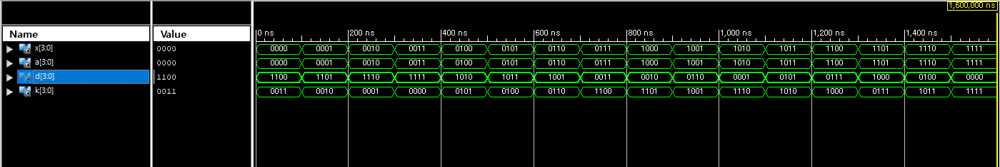 1,600,000 ns
Name Value 0 ns 200 ns 400 ns 600 ns 800 ns 1,000 ns 1,200 ns 1,400 ns
x[3:0] 0000 0000 0001 0010 0011 0100 0101 0110 0111 1000 1001 1010 1011 1100 1101 1110 1111
a[3:0] 0000 0000 0001 0010 0011 0100 0101 0110 0111 1000 1001 1010 1011 1100 1101 1110 1111
d[3:0] 1100 1100 1101 1110 1111 1010 1011 1001 0011 0010 0110 0001 0101 0111 1000 0100 0000
k[3:0] 0011 0011 0010 0001 0000 0101 0100 0110 1100 1101 1001 1110 1010 1000 0111 1011 1111